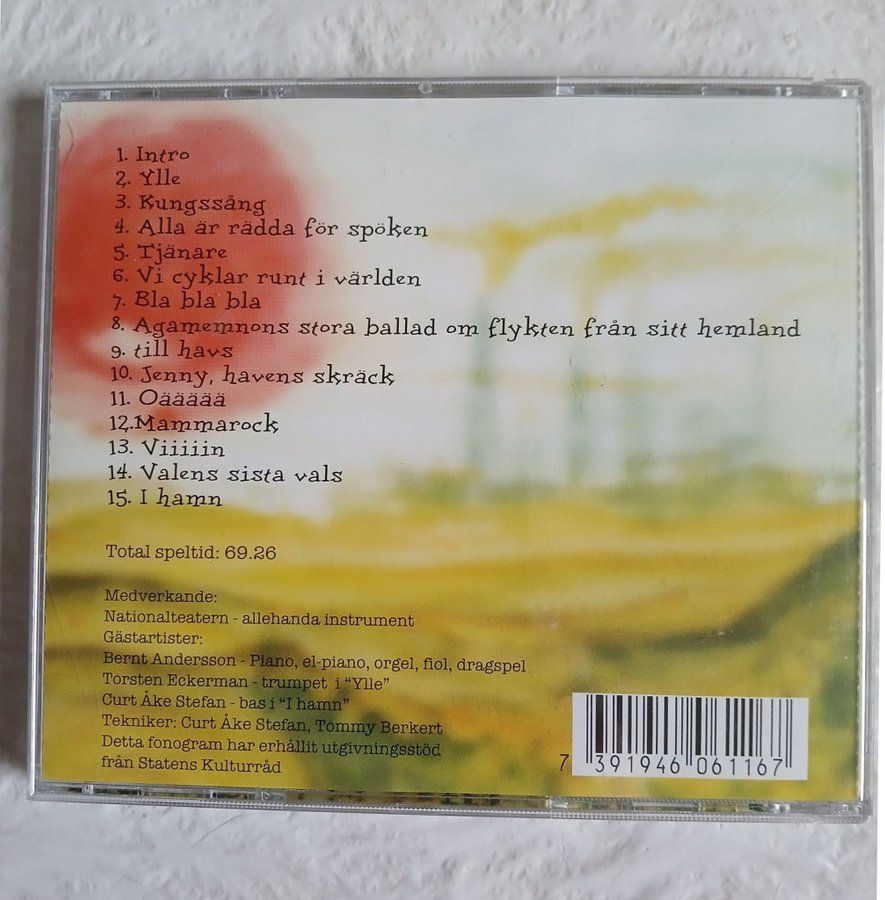 1. Intro
2. Ylle
3. Kungssång
4. Alla är rädda för spöken
5. Tjänare
6. Vi cyklar runt i världen
7. Bla bla bla
8. Agamemnons stora ballad om flykten från sitt hemland
9. till havs
10. Jenny, havens skräck
11. Oäääää
12. Mammarock
13. Viiiiin
14. Valens sista vals
15. I hamn
Total speltid: 69.26
Medverkande:
Nationalteatern - allehanda instrument
Gästartister:
Bernt Andersson - Piano, el-piano, orgel, fiol, dragspel
Torsten Eckerman - trumpet i "Ylle"
Curt Åke Stefan - bas i "I hamn"
Tekniker: Curt Åke Stefan, Tommy Berkert
Detta fonogram har erhållit utgivningsstöd
från Statens Kulturråd
7 391946 061167